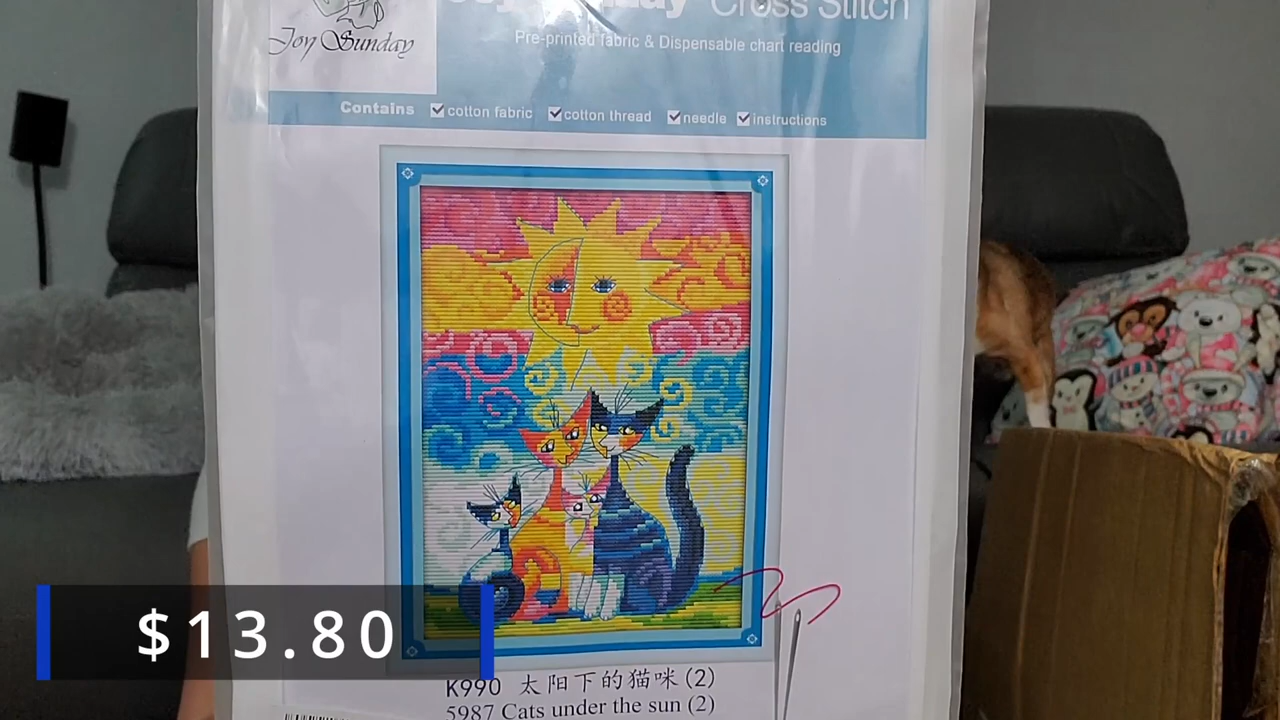 Joy Sunday
Cross Stitch
Pre-printed fabric & Dispensable chart reading
Contains cotton fabric cotton thread needle instructions
$13.80
K990 太阳下的猫咪(2)
5987 Cats under the sun (2)